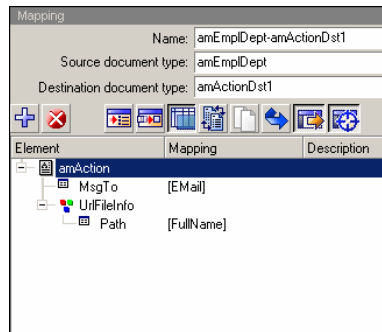 Mapping
Name: amEmplDept-amActionDst1
Source document type: amEmplDept
Destination document type: amActionDst1
Element Mapping Description
amAction
MsgTo [EMail]
UrlFileInfo
Path [FullName]